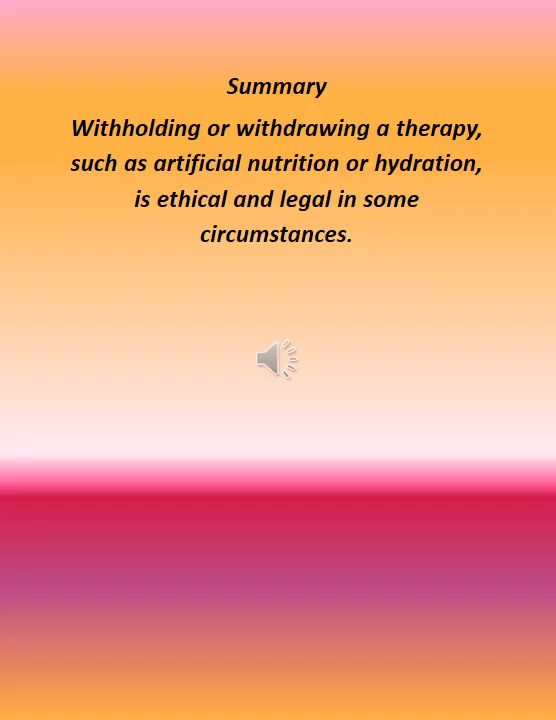 Summary
Withholding or withdrawing a therapy,
such as artificial nutrition or hydration,
is ethical and legal in some
circumstances.